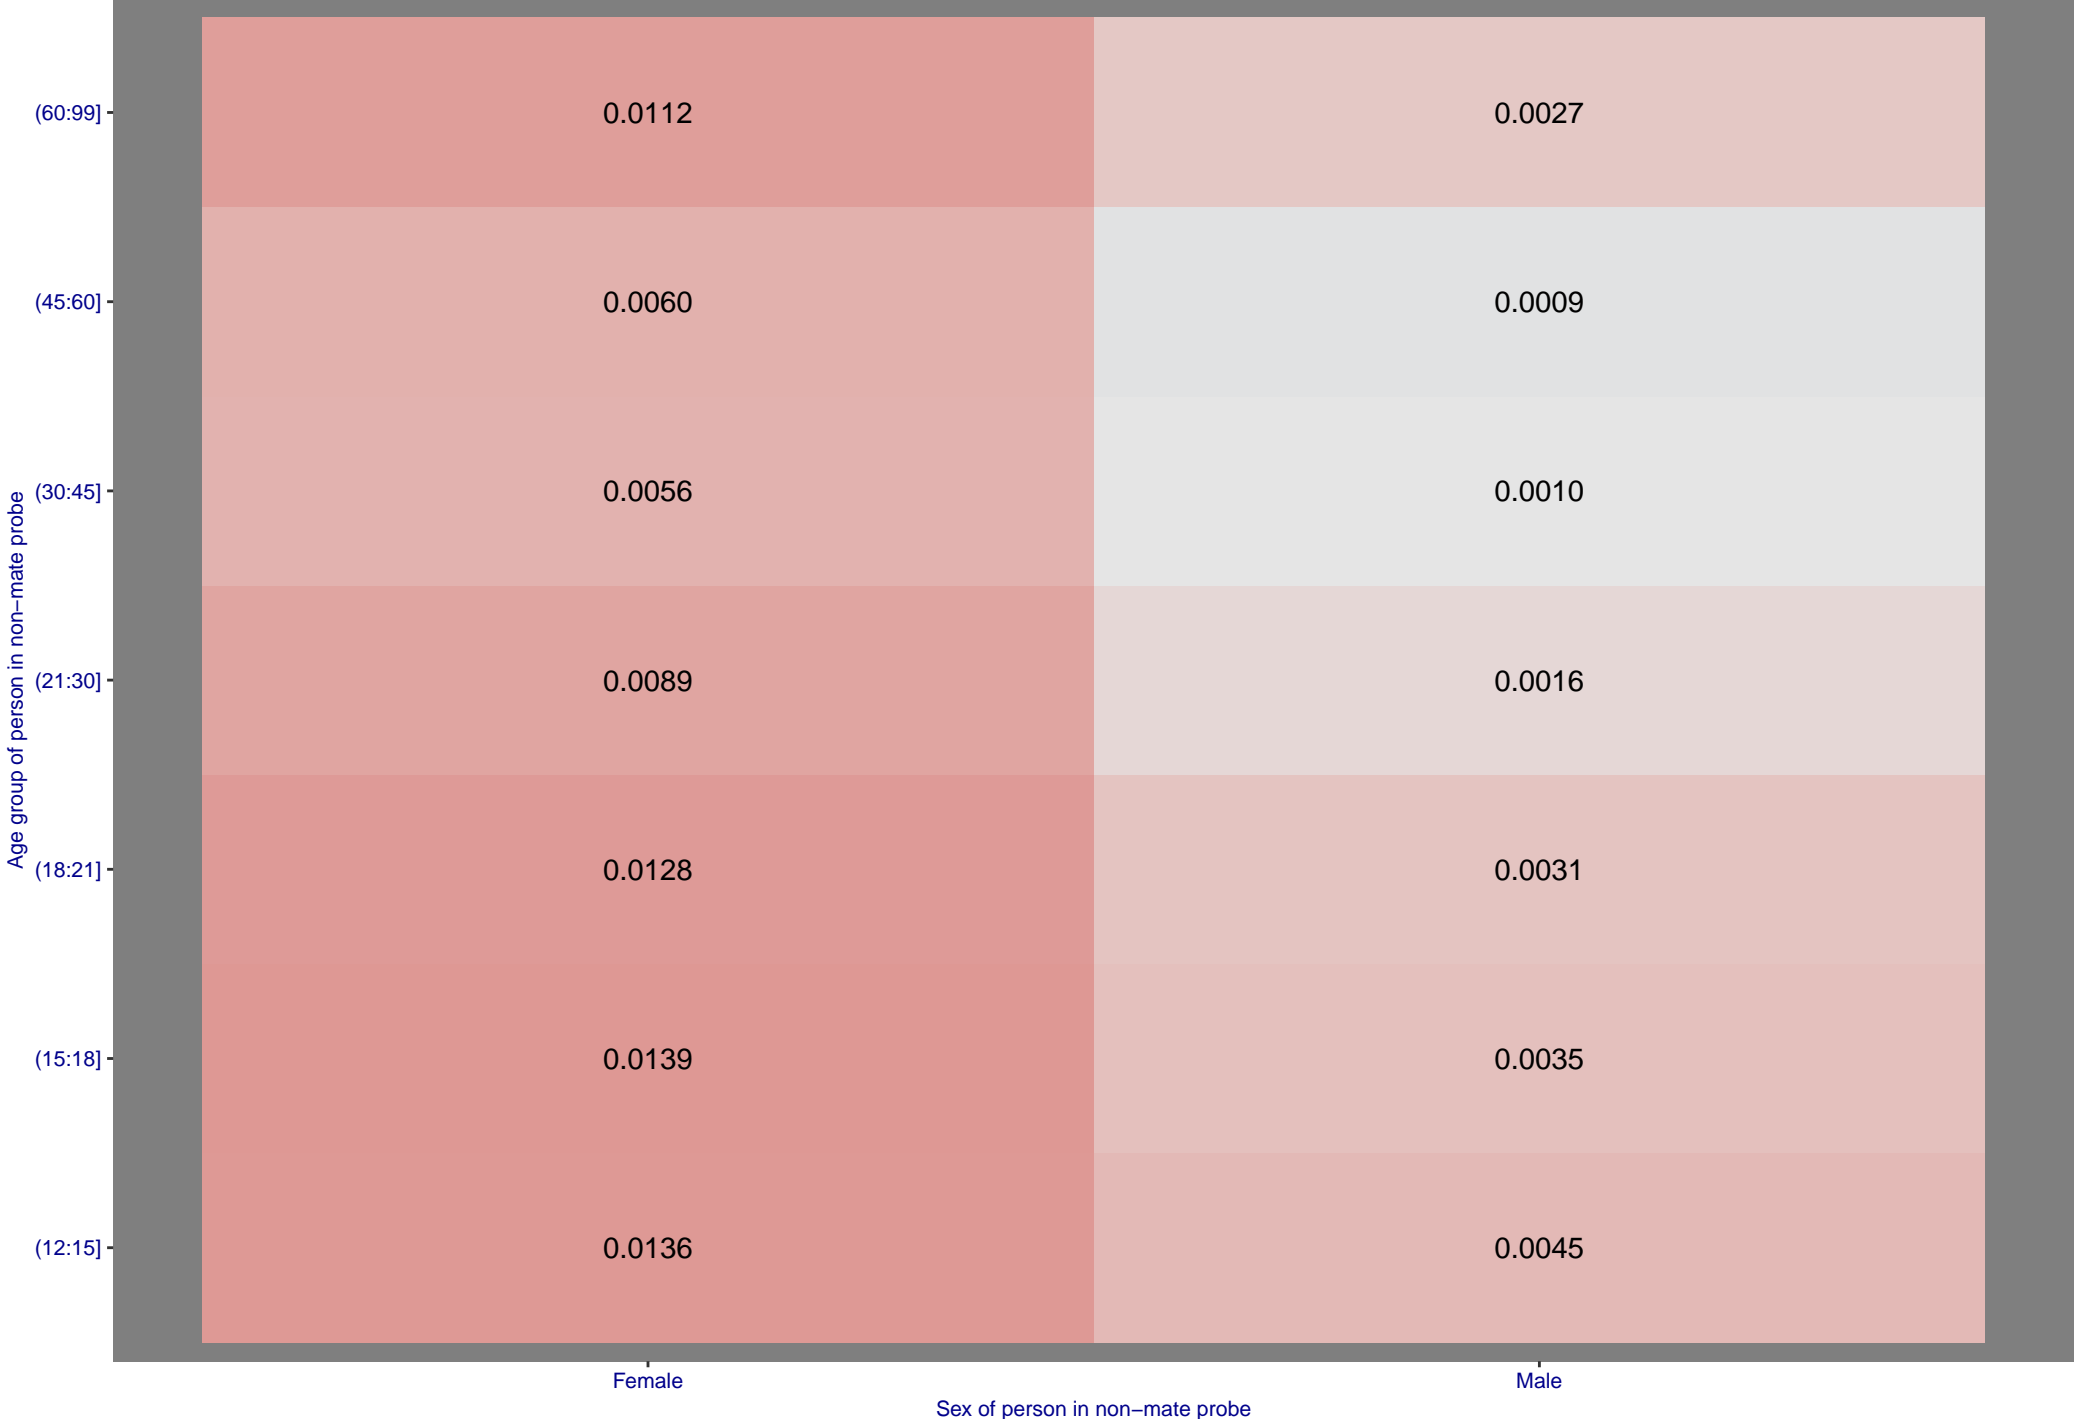 Age group of person in non−mate probe
(60:99] 0.0112 0.0027
(45:60] 0.0060 0.0009
(30:45] 0.0056 0.0010
(21:30] 0.0089 0.0016
(18:21] 0.0128 0.0031
(15:18] 0.0139 0.0035
(12:15] 0.0136 0.0045
Female Male
Sex of person in non−mate probe